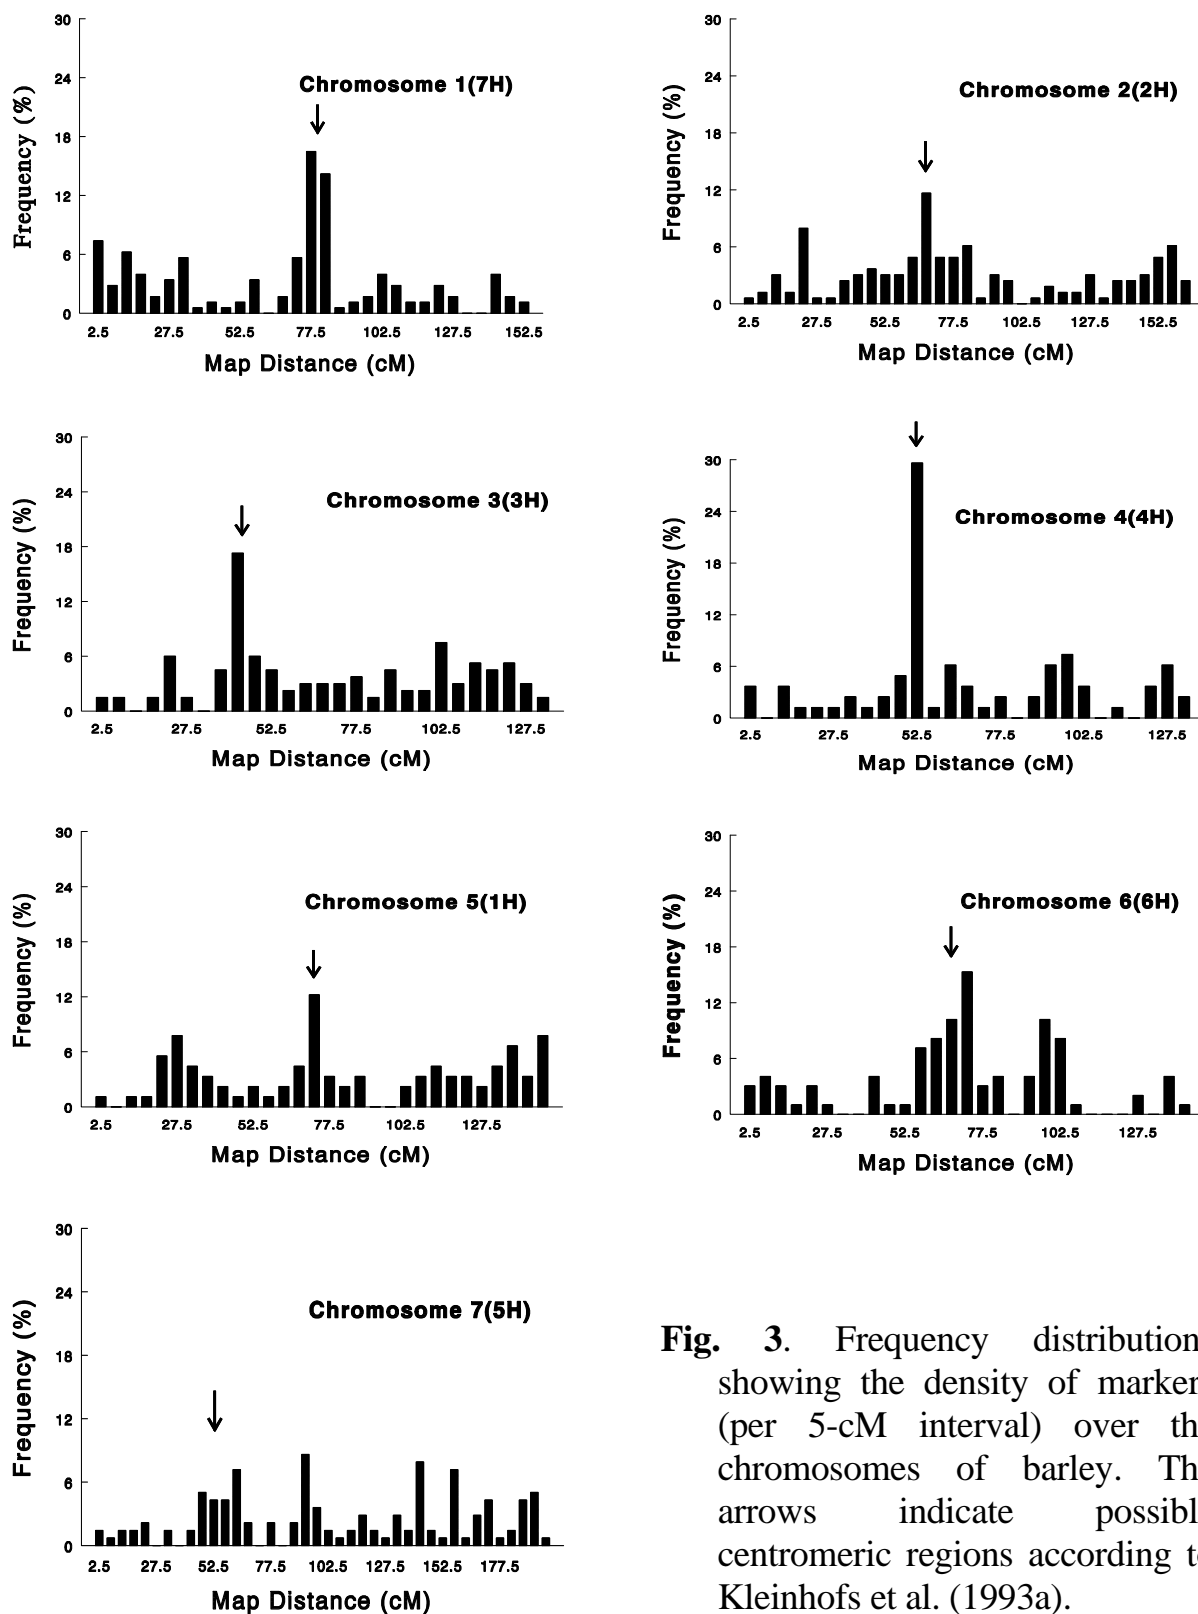 30
24
18
12
6
0
Frequency (%)
Chromosome 1(7H)
2.5 27.5 52.5 77.5 102.5 127.5 152.5
Map Distance (cM)
30
24
18
12
6
0
Frequency (%)
Chromosome 2(2H)
2.5 27.5 52.5 77.5 102.5 127.5 152.5
Map Distance (cM)
30
24
18
12
6
0
Frequency (%)
Chromosome 3(3H)
2.5 27.5 52.5 77.5 102.5 127.5
Map Distance (cM)
30
24
18
12
6
0
Frequency (%)
Chromosome 4(4H)
2.5 27.5 52.5 77.5 102.5 127.5
Map Distance (cM)
30
24
18
12
6
0
Frequency (%)
Chromosome 5(1H)
2.5 27.5 52.5 77.5 102.5 127.5
Map Distance (cM)
30
24
18
12
6
0
Frequency (%)
Chromosome 6(6H)
2.5 27.5 52.5 77.5 102.5 127.5
Map Distance (cM)
30
24
18
12
6
0
Frequency (%)
Chromosome 7(5H)
2.5 27.5 52.5 77.5 102.5 127.5 152.5 177.5
Map Distance (cM)
Fig. 3. Frequency distribution
showing the density of marker
(per 5-cM interval) over th
chromosomes of barley. Th
arrows indicate possibl
centromeric regions according t
Kleinhofs et al. (1993a).